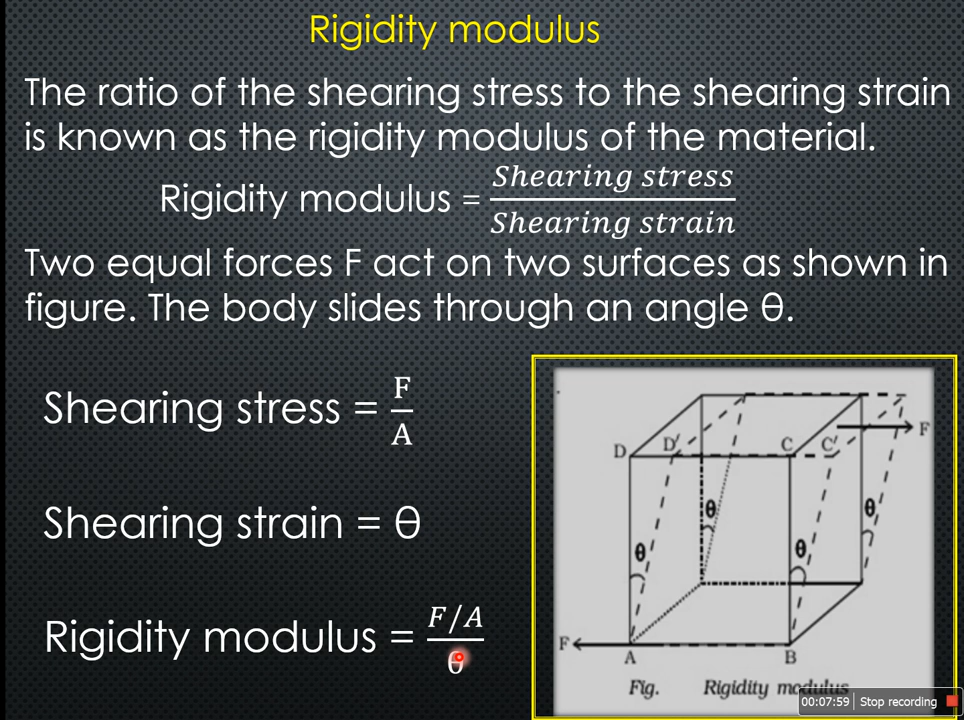 Rigidity modulus
The ratio of the shearing stress to the shearing strain
is known as the rigidity modulus of the material.
Rigidity modulus = Shearing stress / Shearing strain
Two equal forces F act on two surfaces as shown in
figure. The body slides through an angle θ.
Shearing stress = F / A
Shearing strain = θ
Rigidity modulus = F/A / θ
D D' C C' F
θ θ
θ θ
F
A B
Fig. Rigidity modulus
00:07:59 Stop recording